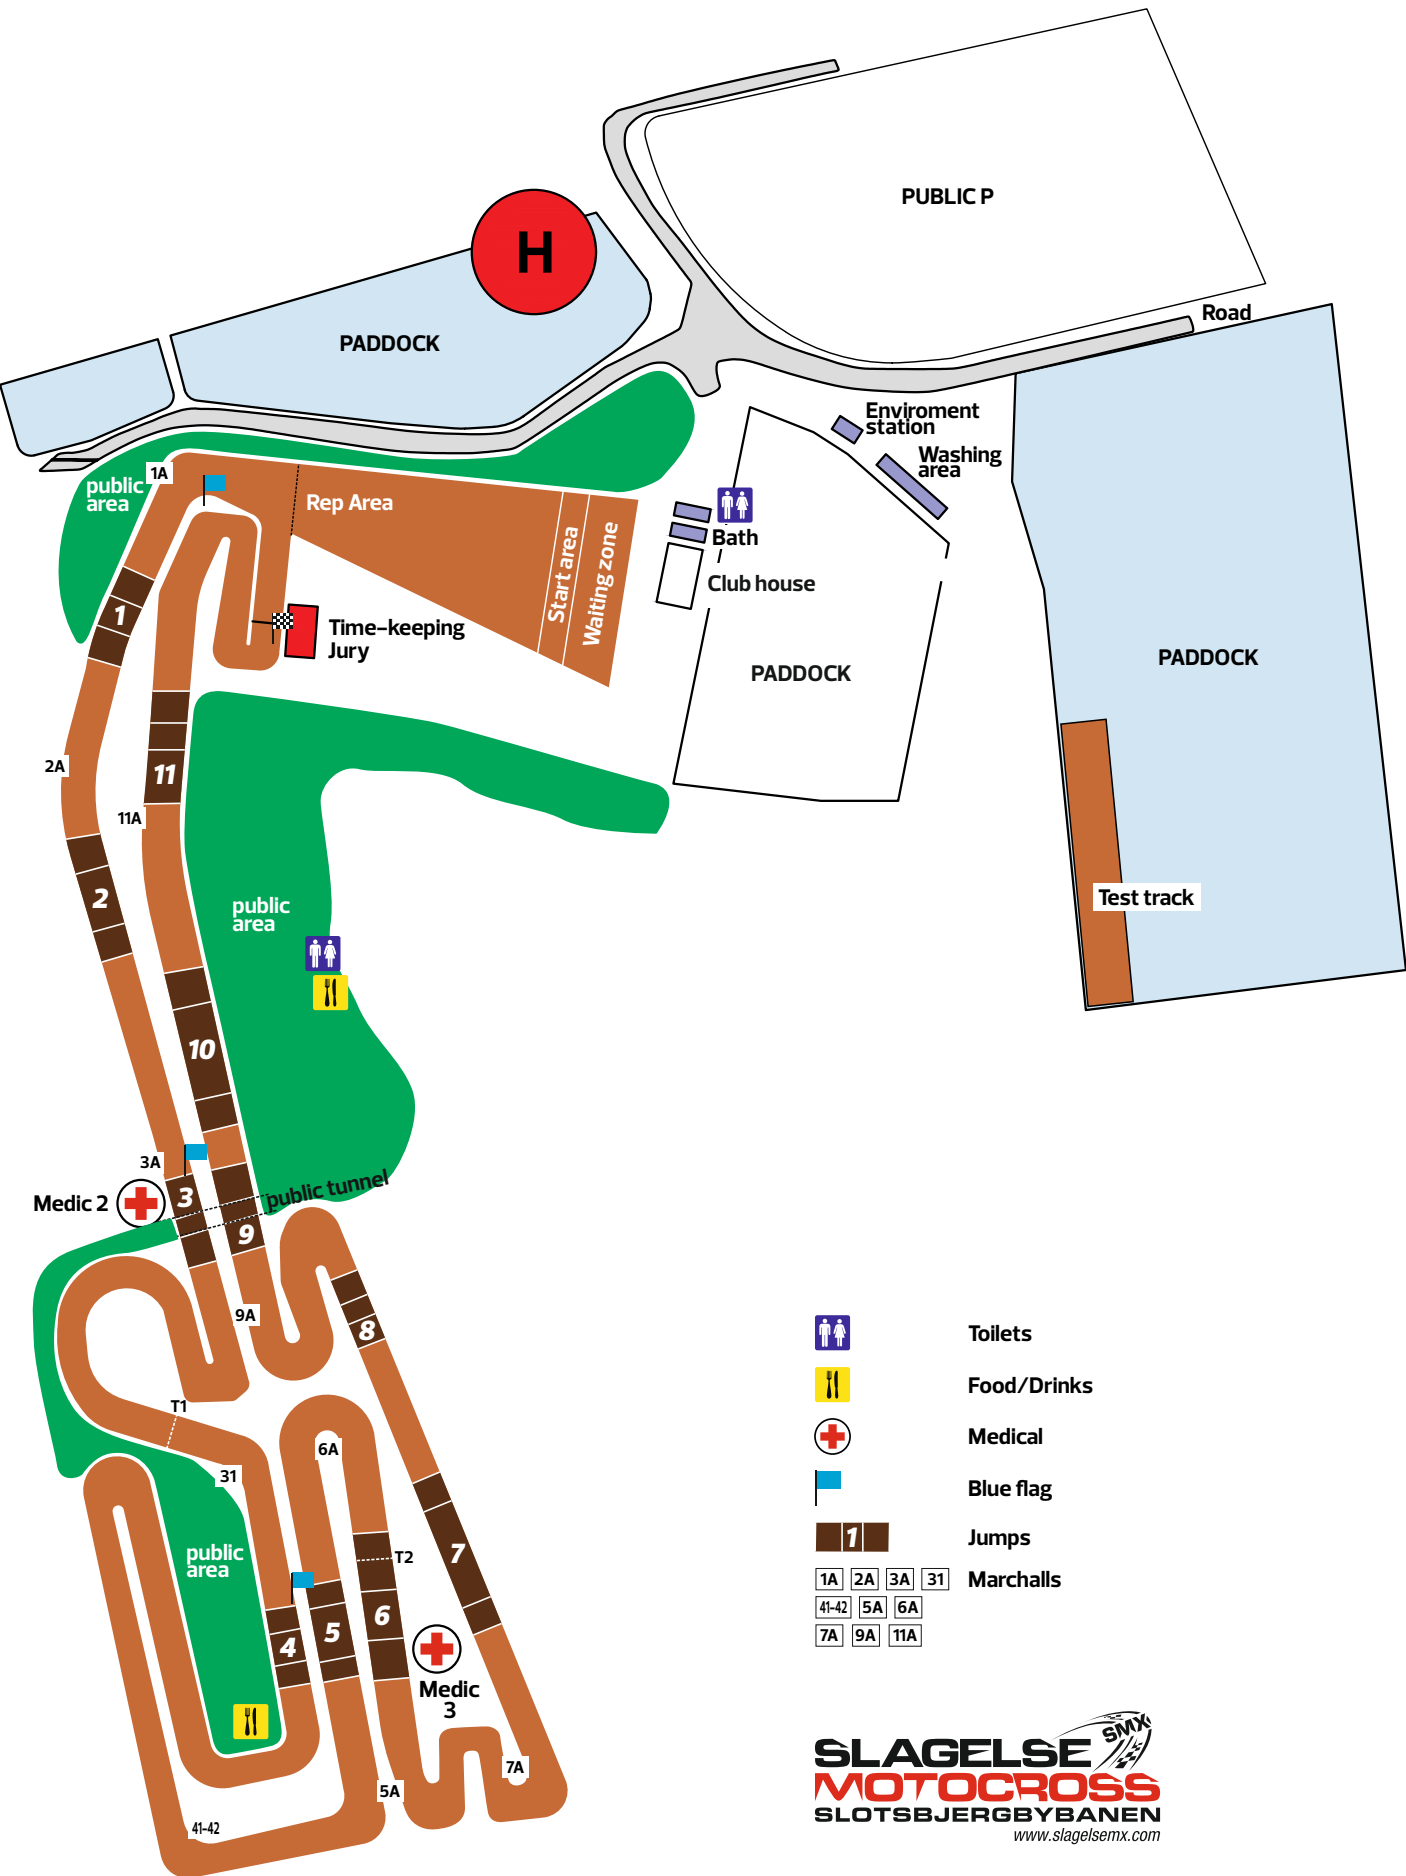 PUBLIC P
H
Road
PADDOCK
Enviroment
station
Washing
area
1A
public
area
Rep Area
Start area
Waiting zone
Bath
Club house
1
Time-keeping
Jury
PADDOCK
PADDOCK
2A
11
11A
2
public
area
Test track
10
3A
Medic 2
3
public tunnel
9
9A
8
T1
6A
31
public
area
7
T2
6
5
4
Medic
3
7A
5A
41-42
Toilets
Food/Drinks
Medical
Blue flag
1
Jumps
1A 2A 3A 31 Marchalls
41-42 5A 6A
7A 9A 11A
SMX
SLAGELSE
MOTOCROSS
SLOTSBJERGBYBANEN
www.slagelsemx.com